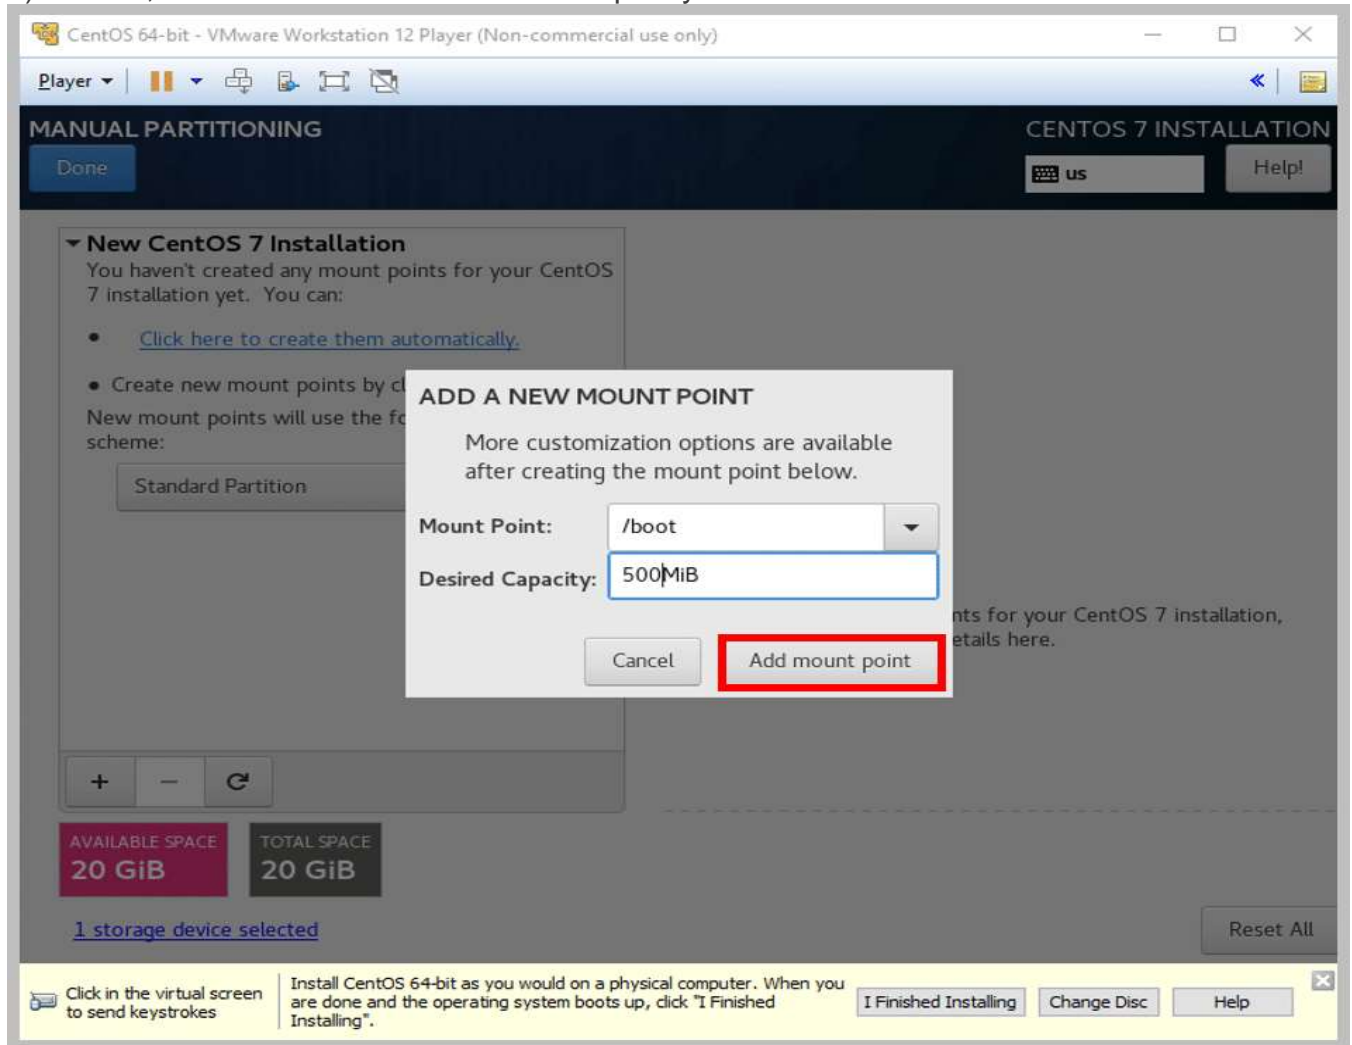 CentOS 64-bit - VMware Workstation 12 Player (Non-commercial use only)
Player
MANUAL PARTITIONING
CENTOS 7 INSTALLATION
Done
us
Help!
New CentOS 7 Installation
You haven't created any mount points for your CentOS
7 installation yet. You can:
• Click here to create them automatically.
• Create new mount points by cl
New mount points will use the fo
scheme:
Standard Partition
ADD A NEW MOUNT POINT
More customization options are available
after creating the mount point below.
Mount Point: /boot
Desired Capacity: 500MiB
Cancel
Add mount point
nts for your CentOS 7 installation,
etails here.
+ - 
AVAILABLE SPACE
20 GiB
TOTAL SPACE
20 GiB
1 storage device selected
Reset All
Click in the virtual screen
to send keystrokes
Install CentOS 64-bit as you would on a physical computer. When you
are done and the operating system boots up, click "I Finished
Installing".
I Finished Installing
Change Disc
Help